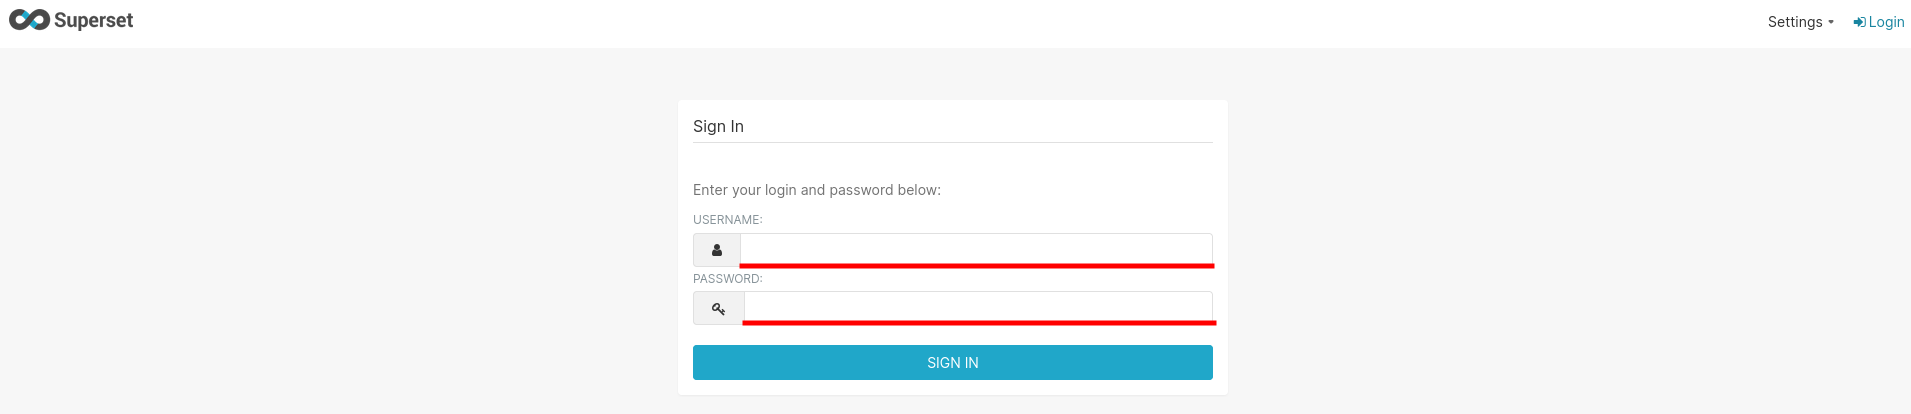 Superset
Settings
Login
Sign In
Enter your login and password below:
USERNAME:
PASSWORD:
SIGN IN